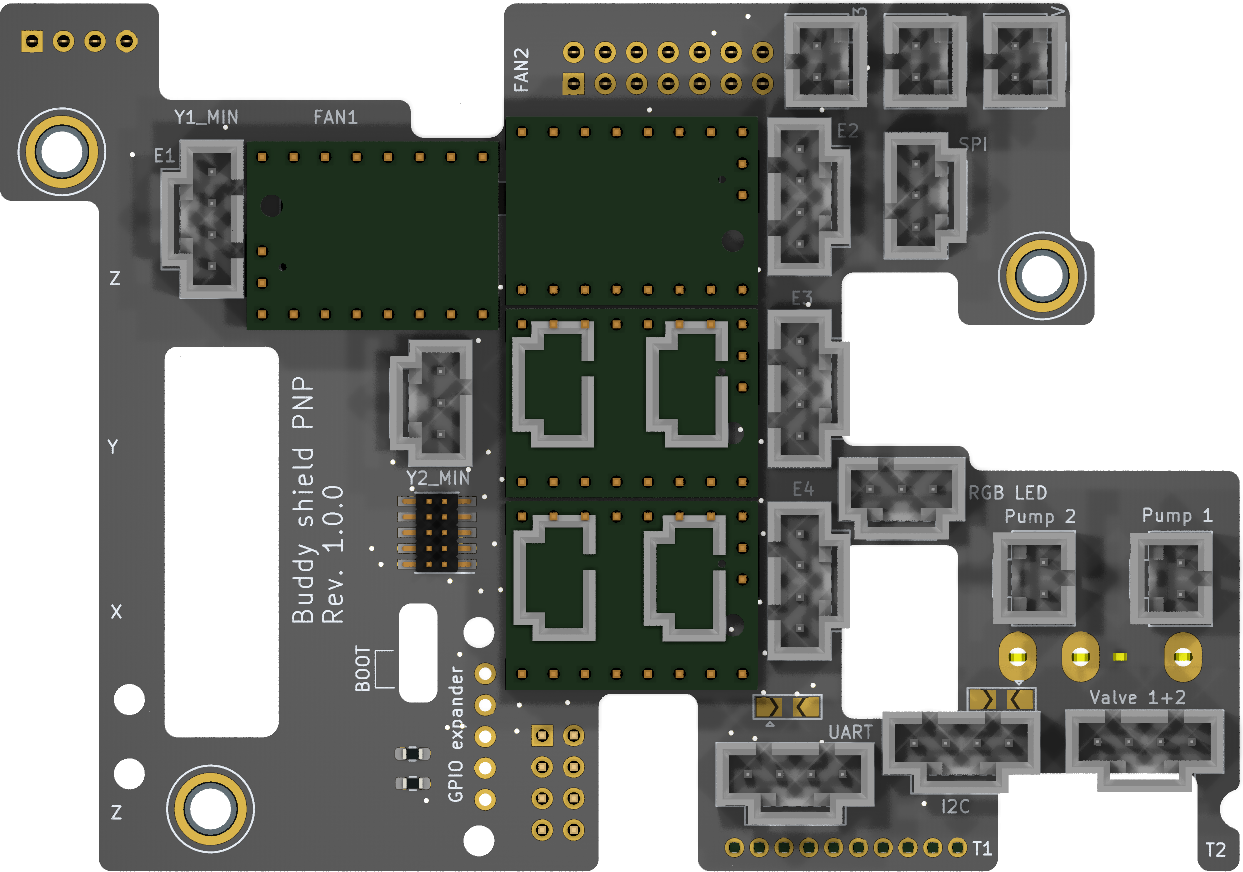 FAN2
3
V
Y1_MIN
FAN1
E1
E2
SPI
Z
E3
Y
Buddy shield PNP
Rev. 1.0.0
Y2_MIN
E4
RGB LED
Pump 2
Pump 1
X
BOOT
GPIO expander
Valve 1+2
UART
I2C
Z
T1
T2